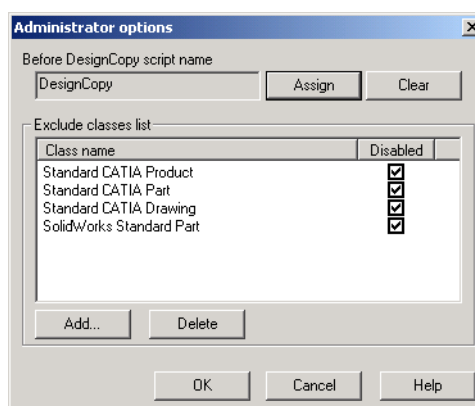 Administrator options
Before DesignCopy script name
DesignCopy Assign Clear
Exclude classes list
Class name Disabled
Standard CATIA Product
Standard CATIA Part
Standard CATIA Drawing
SolidWorks Standard Part
Add... Delete
OK Cancel Help